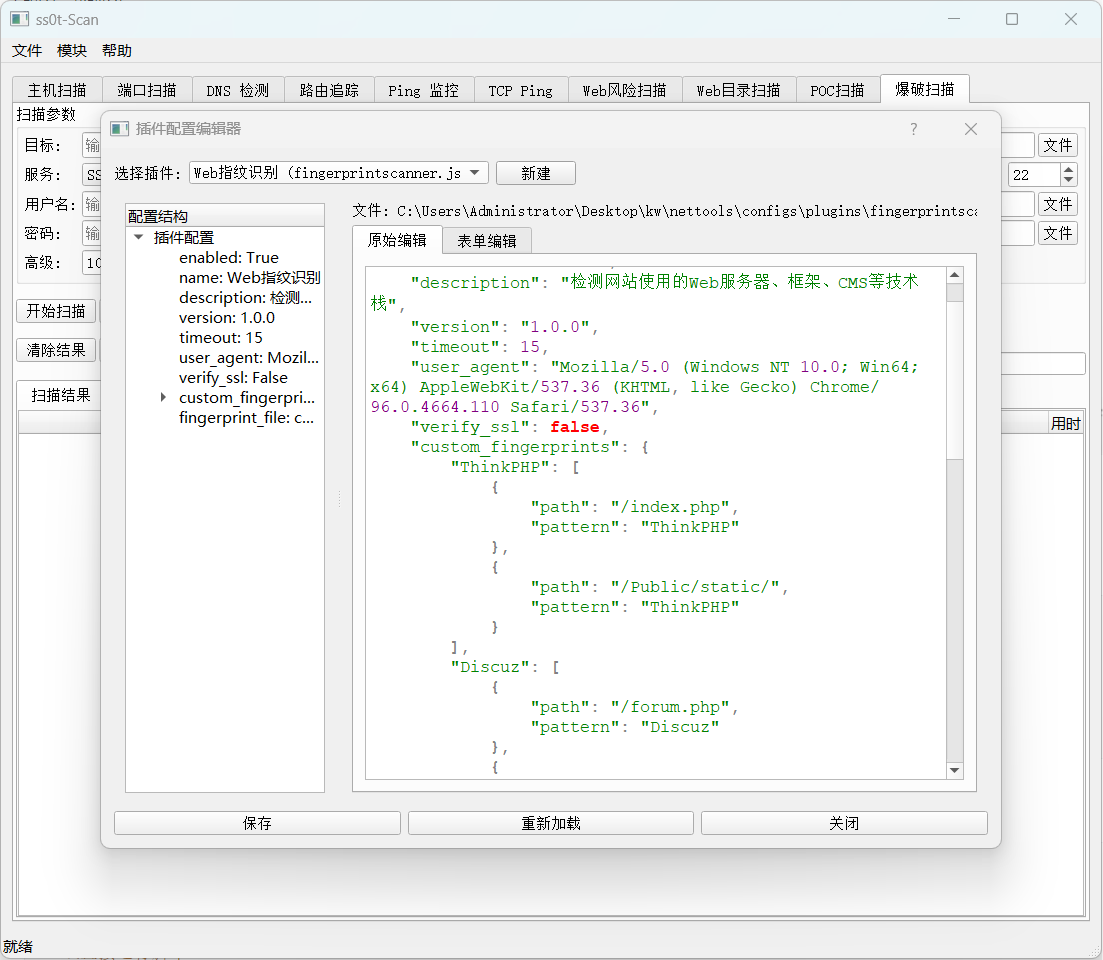 ss0t-Scan
文件 模块 帮助
主机扫描 端口扫描 DNS 检测 路由追踪 Ping 监控 TCP Ping Web风险扫描 Web目录扫描 POC扫描 爆破扫描
扫描参数
插件配置编辑器 ?
目标: 输 文件
选择插件: Web指纹识别 (fingerprintscanner.js 新建
服务: SS 22
用户名: 输 文件
密码: 输 文件
高级: 10
开始扫描
清除结果
扫描结果
用时
配置结构
插件配置
enabled: True
name: Web指纹识别
description: 检测...
version: 1.0.0
timeout: 15
user_agent: Mozil...
verify_ssl: False
custom_fingerpri...
fingerprint_file: c...
文件: C:\Users\Administrator\Desktop\kw\nettools\configs\plugins\fingerprintsca
原始编辑 表单编辑
"description": "检测网站使用的Web服务器、框架、CMS等技术
栈",
"version": "1.0.0",
"timeout": 15,
"user_agent": "Mozilla/5.0 (Windows NT 10.0; Win64;
x64) AppleWebKit/537.36 (KHTML, like Gecko) Chrome/
96.0.4664.110 Safari/537.36",
"verify_ssl": false,
"custom_fingerprints": {
"ThinkPHP": [
{
"path": "/index.php",
"pattern": "ThinkPHP"
},
{
"path": "/Public/static/",
"pattern": "ThinkPHP"
}
],
"Discuz": [
{
"path": "/forum.php",
"pattern": "Discuz"
},
{
保存 重新加载 关闭
就绪